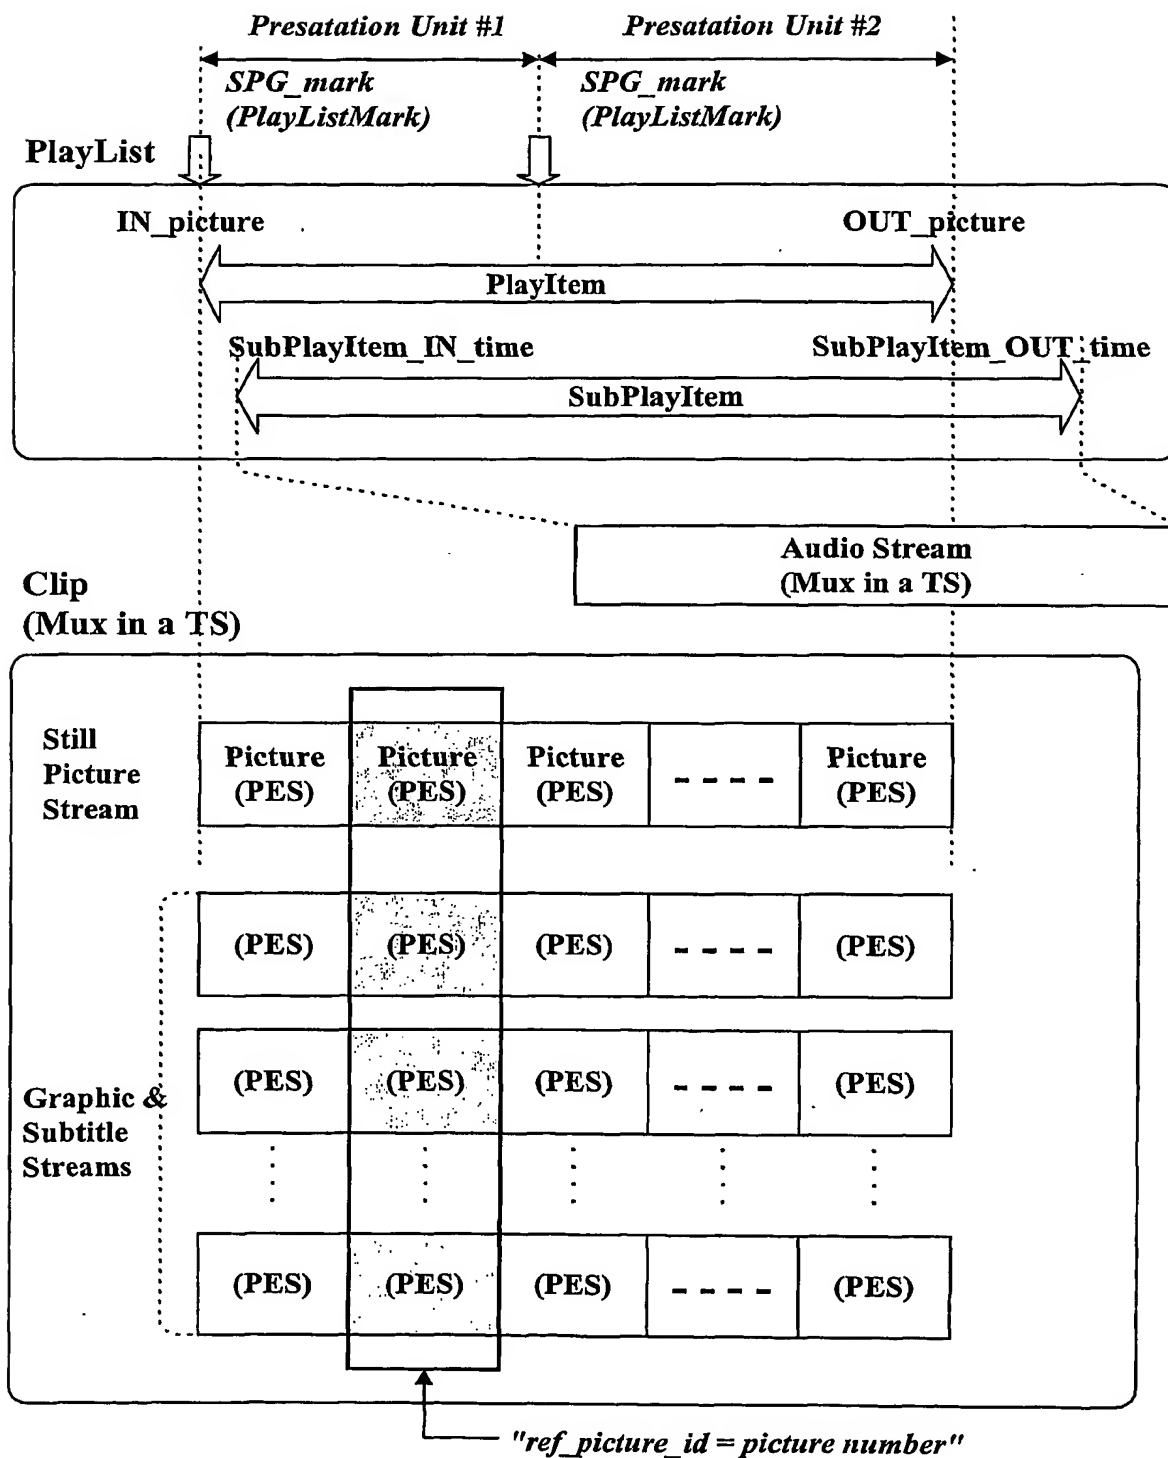 Presatation Unit #1
Presatation Unit #2
SPG_mark
(PlayListMark)
SPG_mark
(PlayListMark)
PlayList
IN_picture
OUT_picture
PlayItem
SubPlayItem_IN_time
SubPlayItem_OUT_time
SubPlayItem
Audio Stream
(Mux in a TS)
Clip
(Mux in a TS)
Still
Picture
Stream
Picture
(PES)
Picture
(PES)
Picture
(PES)
Picture
(PES)
(PES)
(PES)
(PES)
(PES)
(PES)
(PES)
(PES)
(PES)
Graphic &
Subtitle
Streams
(PES)
(PES)
(PES)
(PES)
"ref_picture_id = picture number"